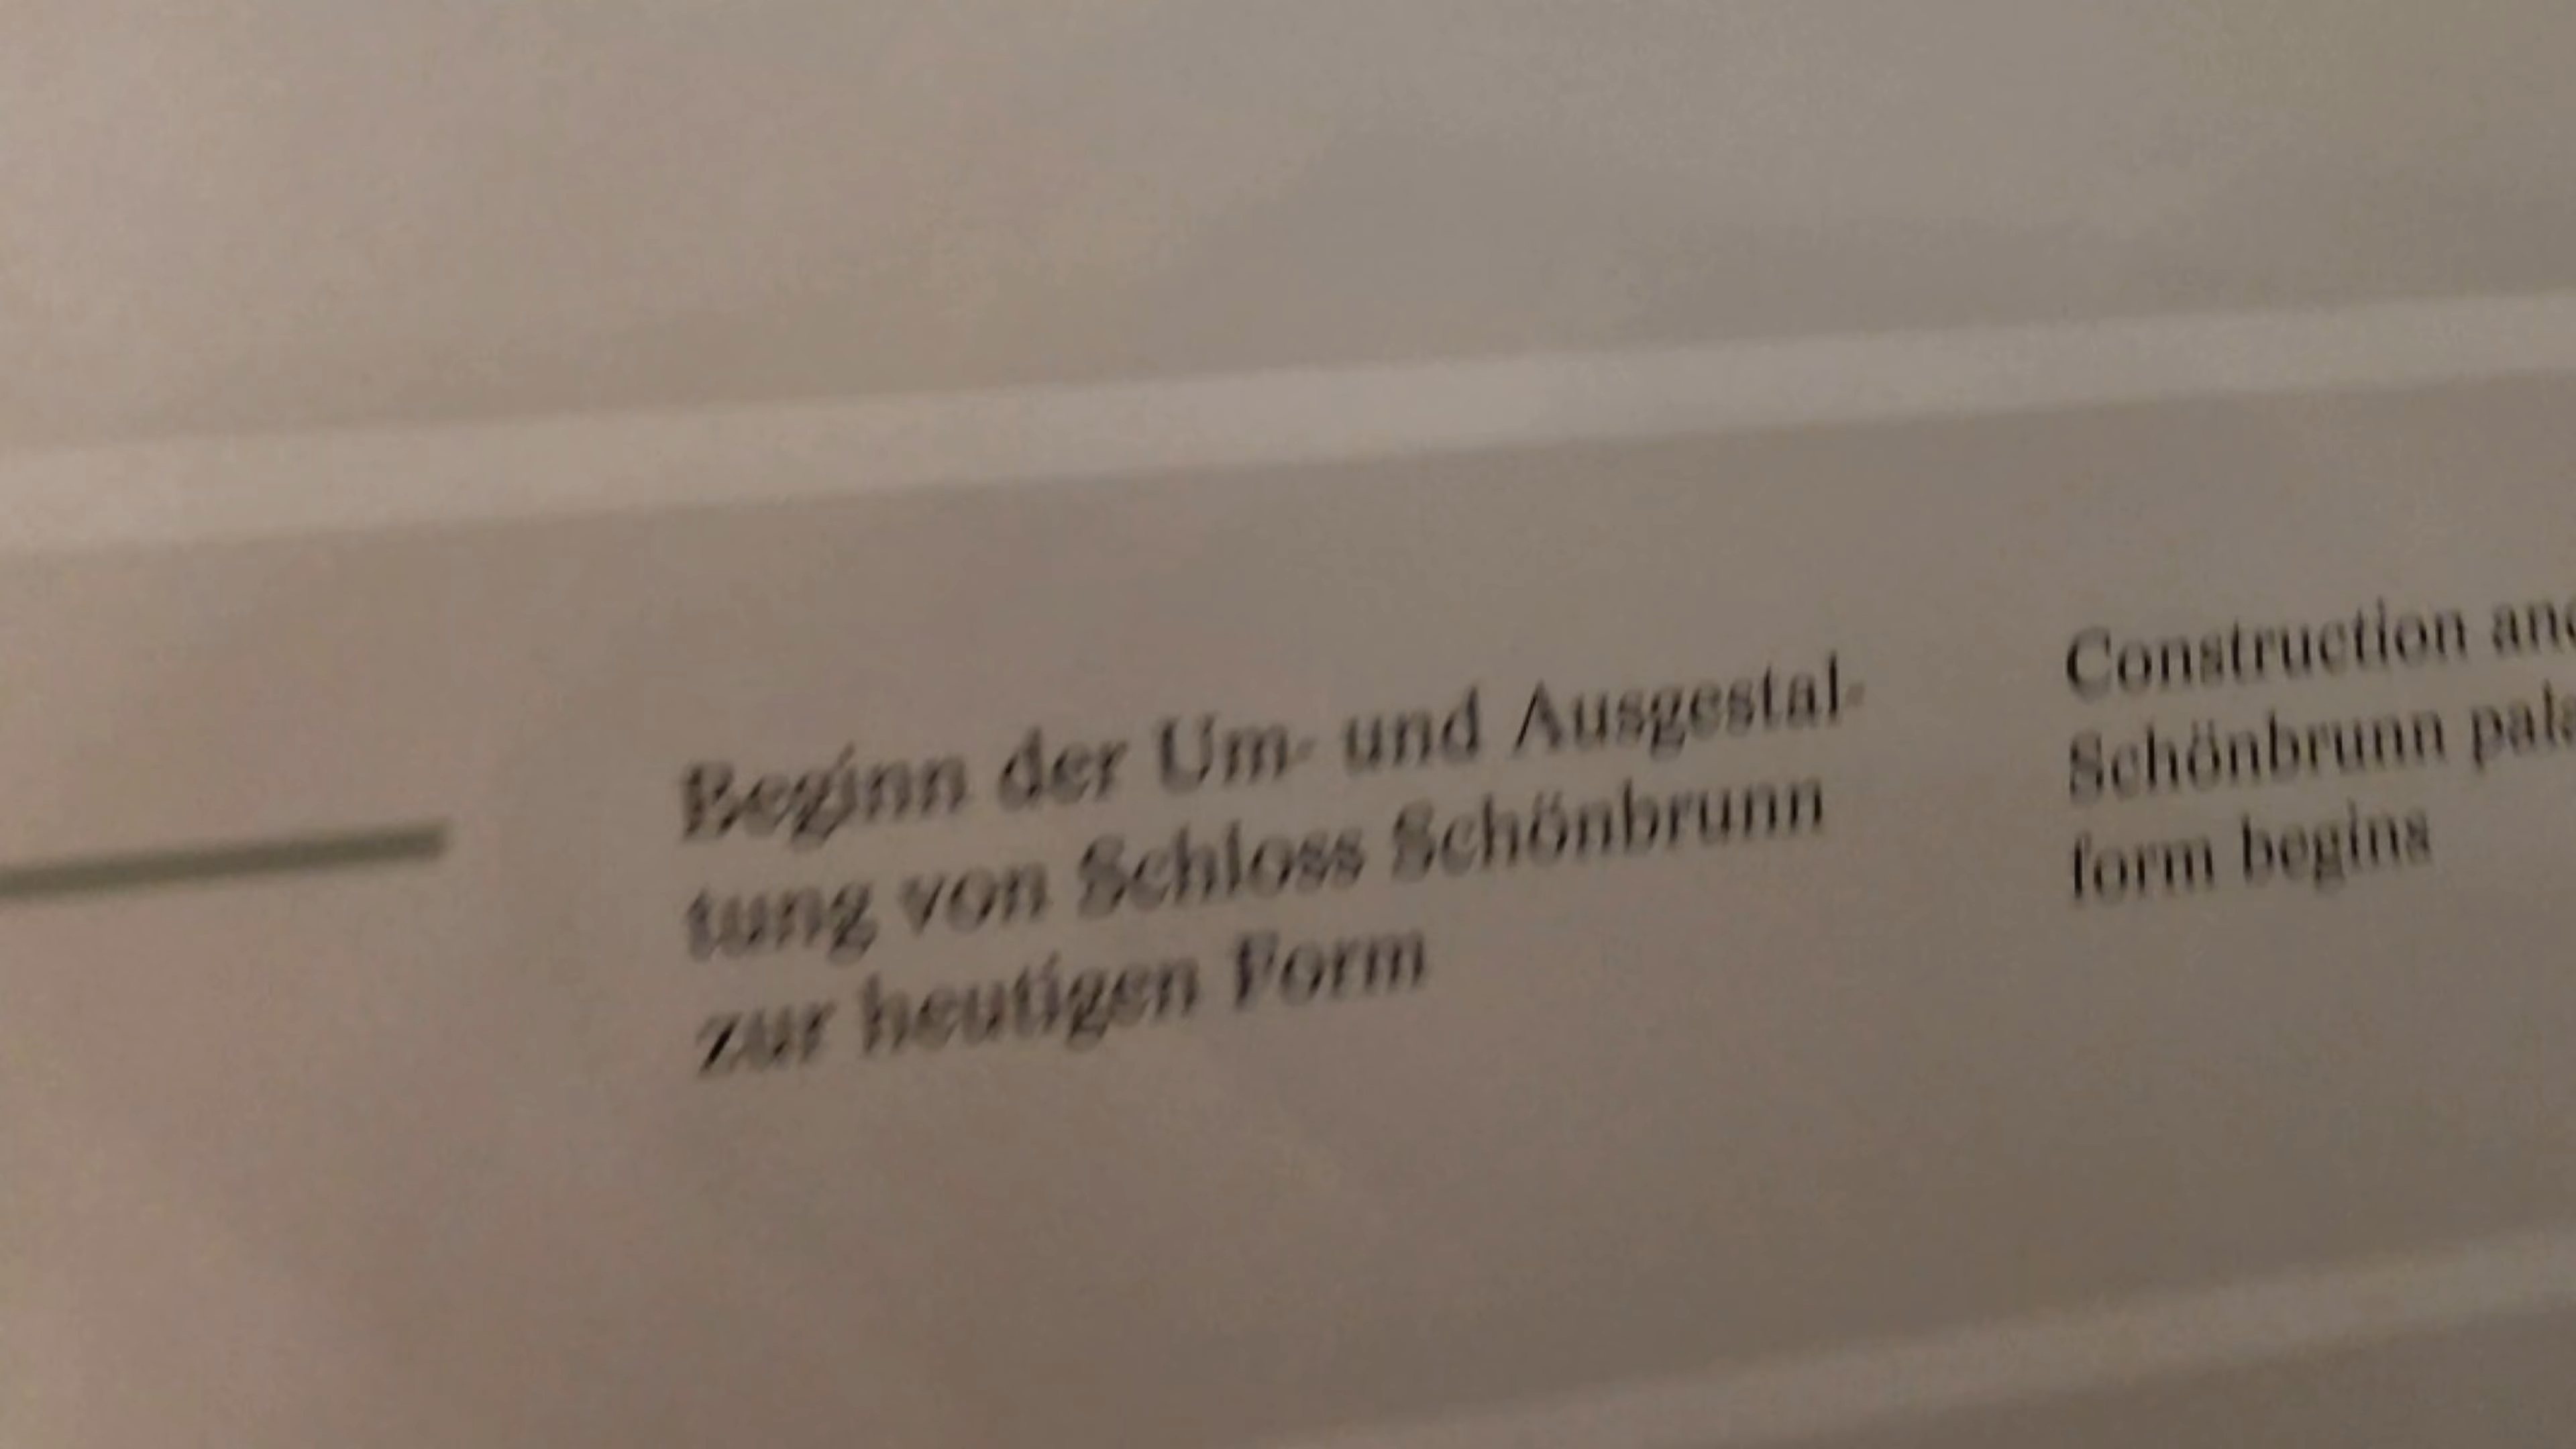 Beginn der Um- und Ausgestal-
tung von Schloss Schönbrunn
zur heutigen Form
Construction
Schönbrunn
form begins